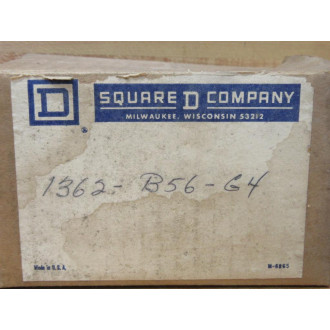 D SQUARE D COMPANY
MILWAUKEE, WISCONSIN 53212
®
1362-B56-G4
Made in U.S.A.